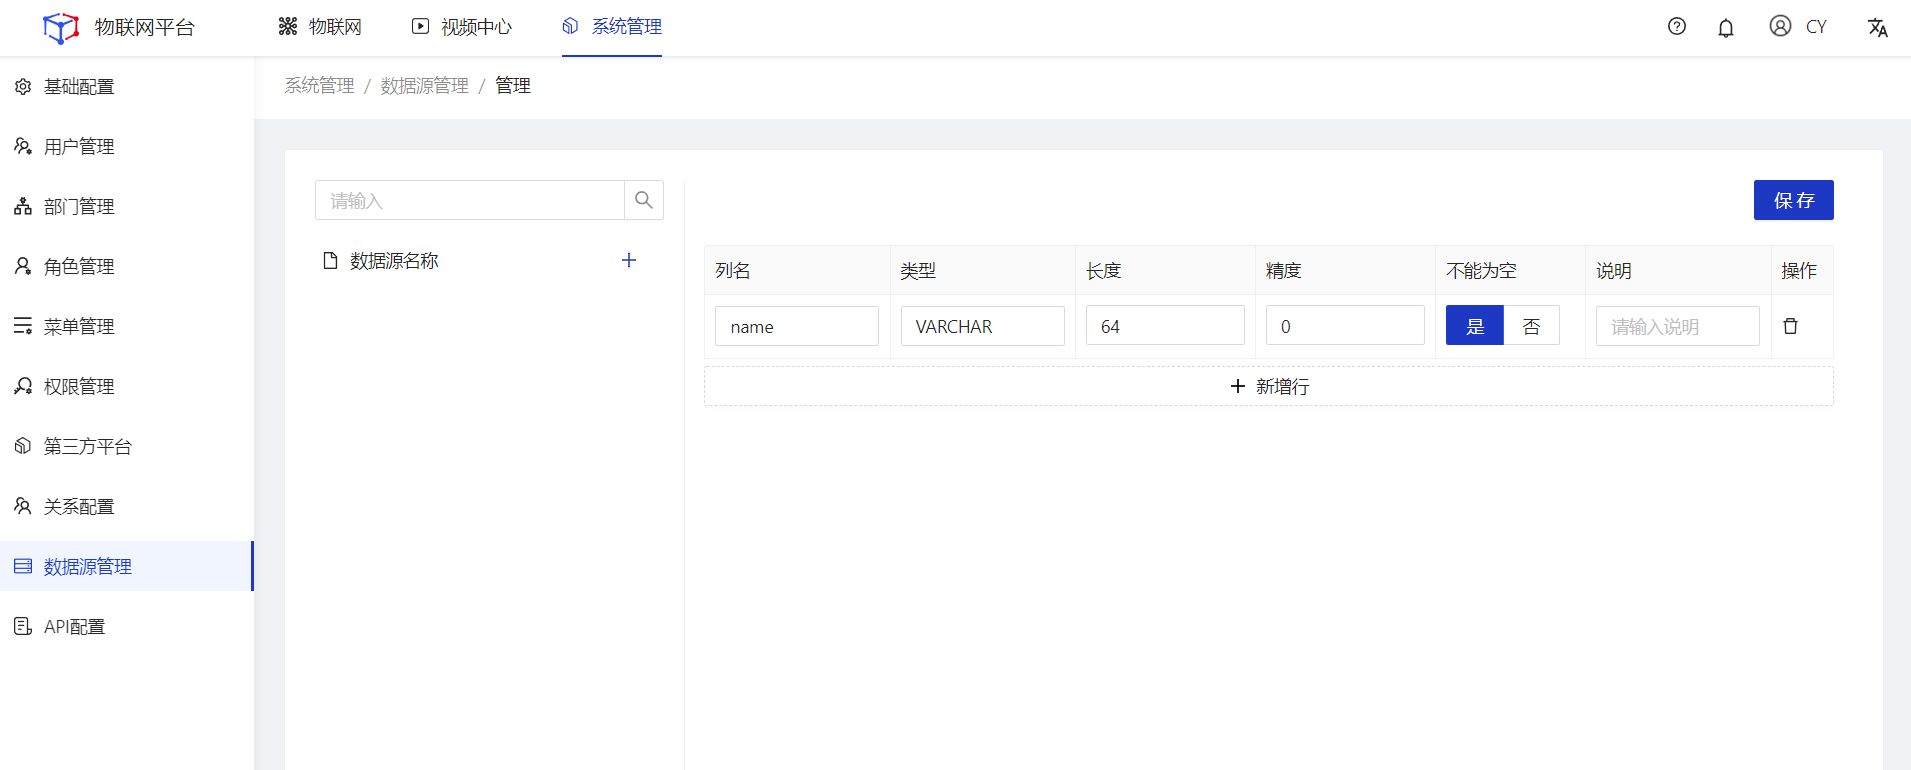 物联网平台 物联网 视频中心 系统管理 CY
系统管理 / 数据源管理 / 管理
基础配置
用户管理
部门管理
角色管理
菜单管理
权限管理
第三方平台
关系配置
数据源管理
API配置
请输入
数据源名称
保存
列名 类型 长度 精度 不能为空 说明 操作
name VARCHAR 64 0 是 否 请输入说明
新增行